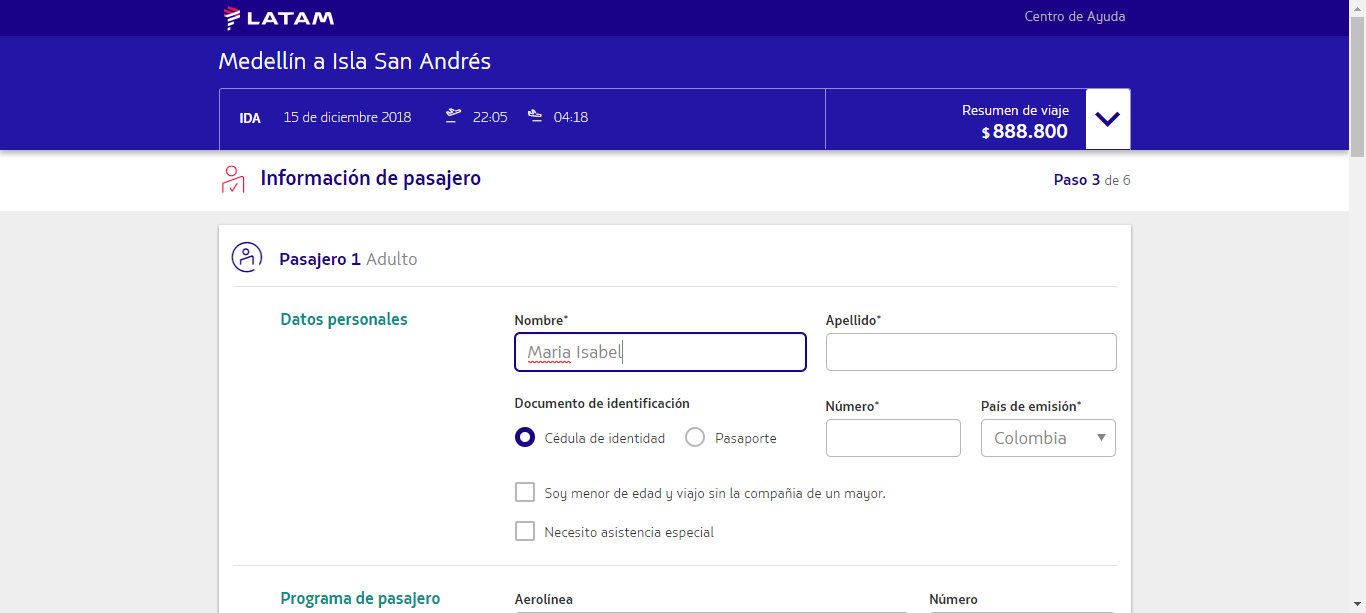 LATAM
Centro de Ayuda
Medellín a Isla San Andrés
IDA 15 de diciembre 2018 22:05 04:18
Resumen de viaje
$ 888.800
Información de pasajero
Paso 3 de 6
Pasajero 1 Adulto
Datos personales
Nombre* Apellido*
Maria Isabel
Documento de identificación
Número* País de emisión*
Cédula de identidad Pasaporte
Colombia
Soy menor de edad y viajo sin la compañia de un mayor.
Necesito asistencia especial
Programa de pasajero
Aerolínea Número